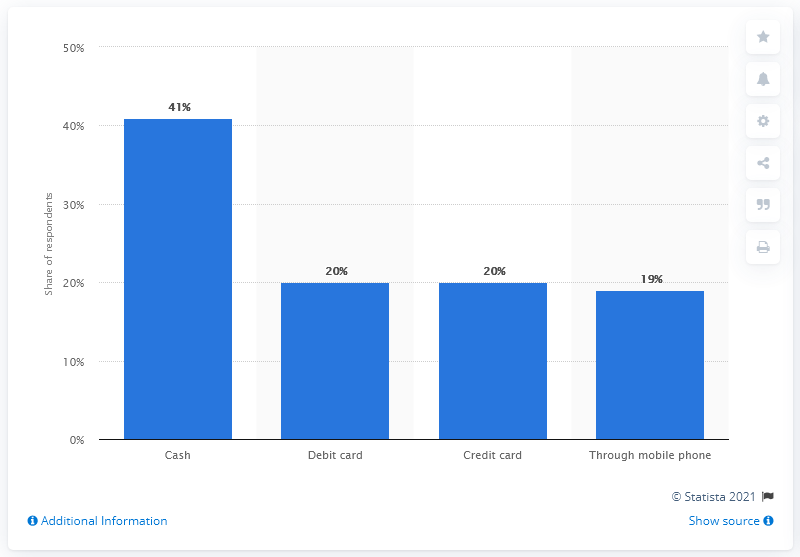 50%
41%
40%
30%
Share of respondents
20%
20%
20%
19%
10%
0%
Cash
Debit card
Credit card
Through mobile phone
© Statista 2021
Additional Information
Show source